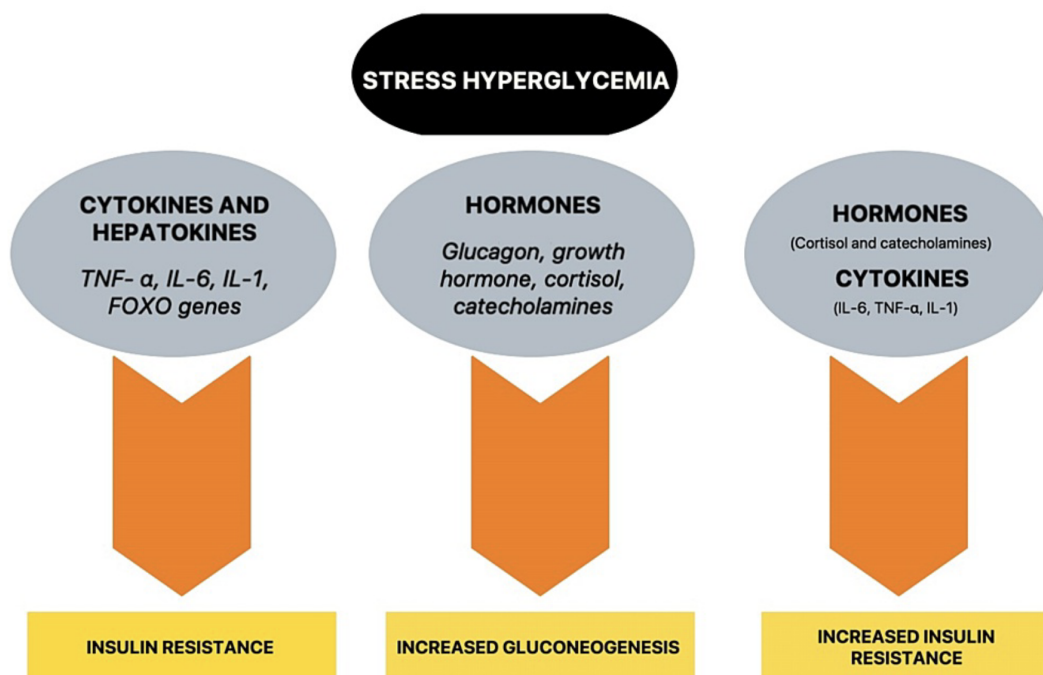 STRESS HYPERGLYCEMIA
CYTOKINES AND
HEPATOKINES
TNF- α, IL-6, IL-1,
FOXO genes
HORMONES
Glucagon, growth
hormone, cortisol,
catecholamines
HORMONES
(Cortisol and catecholamines)
CYTOKINES
(IL-6, TNF-α, IL-1)
INSULIN RESISTANCE
INCREASED GLUCONEOGENESIS
INCREASED INSULIN
RESISTANCE